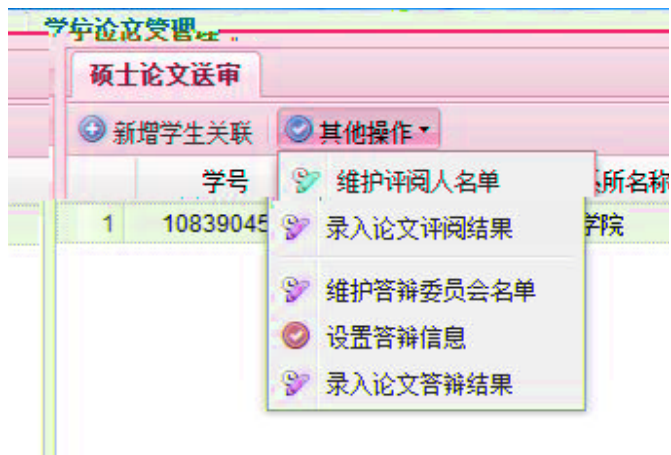 学位论文管理
硕士论文送审
新增学生关联 其他操作
学号 所名称
维护评阅人名单
1 10839045 学院
录入论文评阅结果
维护答辩委员会名单
设置答辩信息
录入论文答辩结果